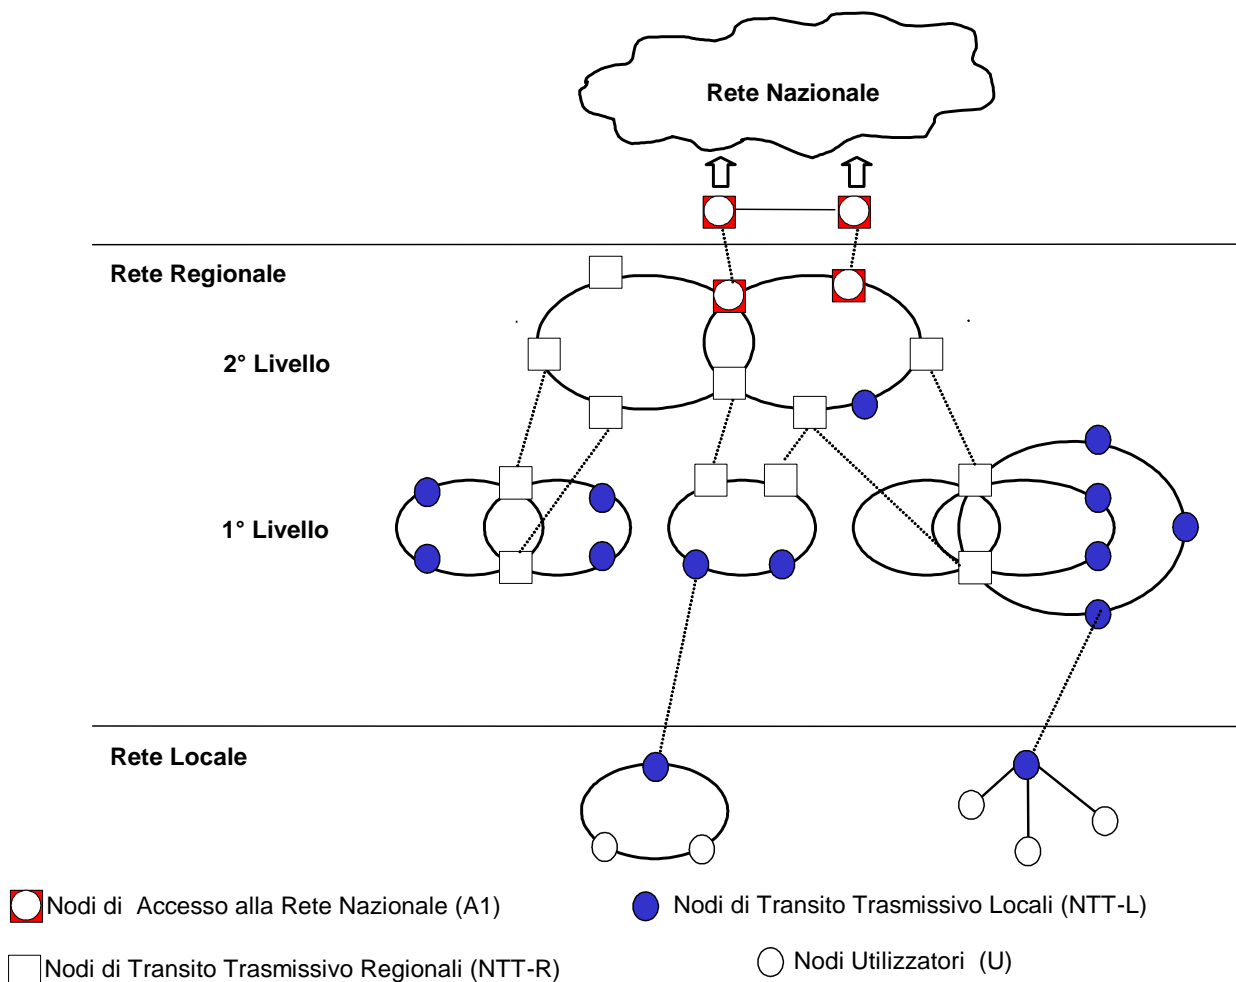 Rete Nazionale
Rete Regionale
2° Livello
1° Livello
Rete Locale
Nodi di Accesso alla Rete Nazionale (A1)
Nodi di Transito Trasmissivo Locali (NTT-L)
Nodi di Transito Trasmissivo Regionali (NTT-R)
Nodi Utilizzatori (U)